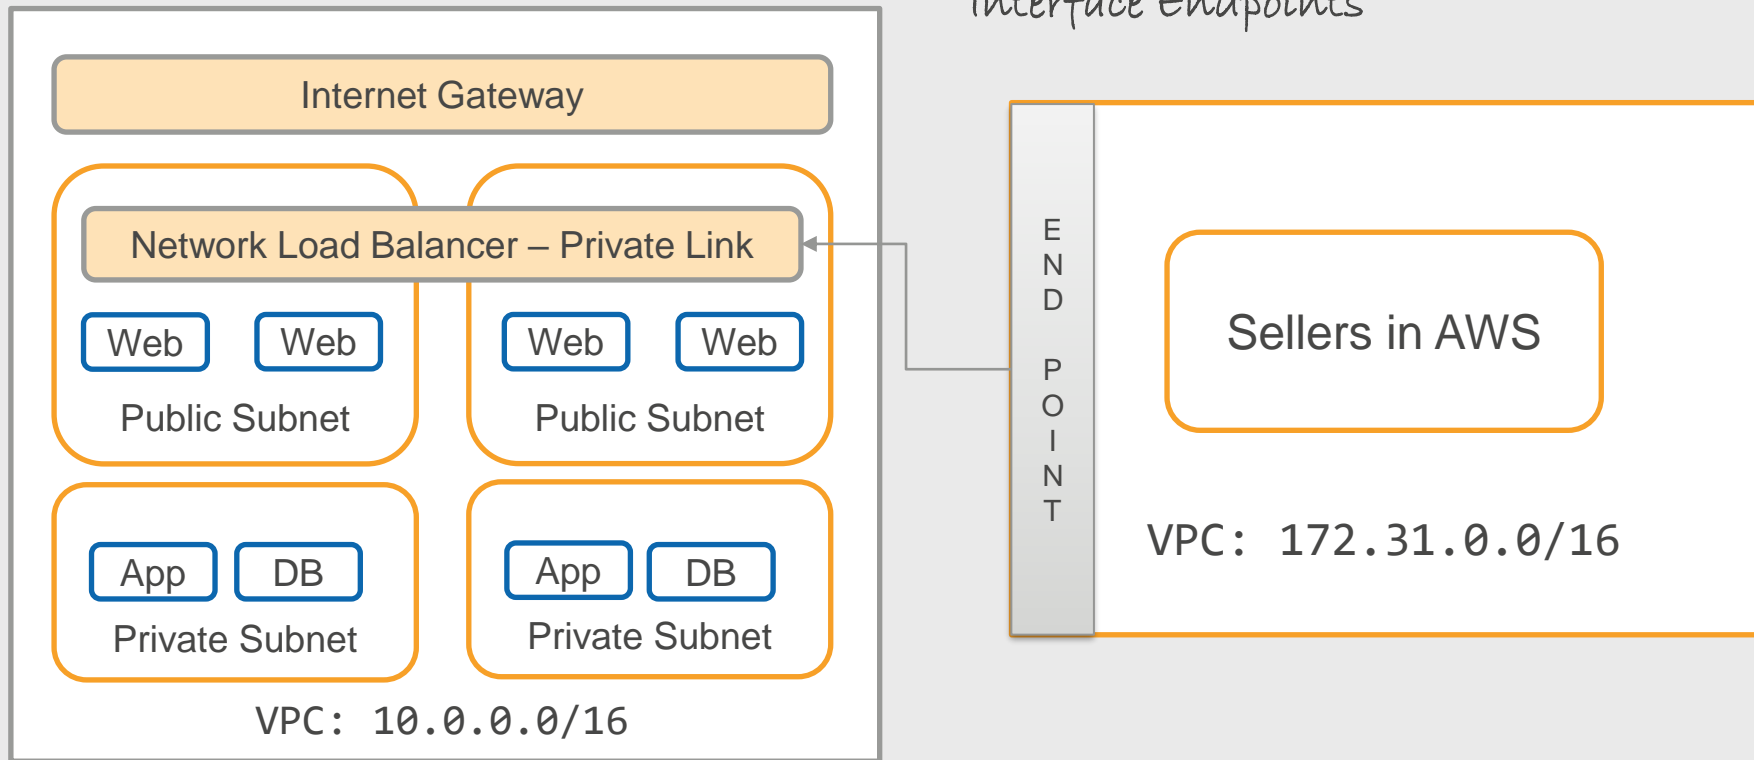 Interface Endpoints
Internet Gateway
Network Load Balancer – Private Link
Web
Web
Public Subnet
Web
Web
Public Subnet
App
DB
Private Subnet
App
DB
Private Subnet
VPC: 10.0.0.0/16
END POINT
Sellers in AWS
VPC: 172.31.0.0/16